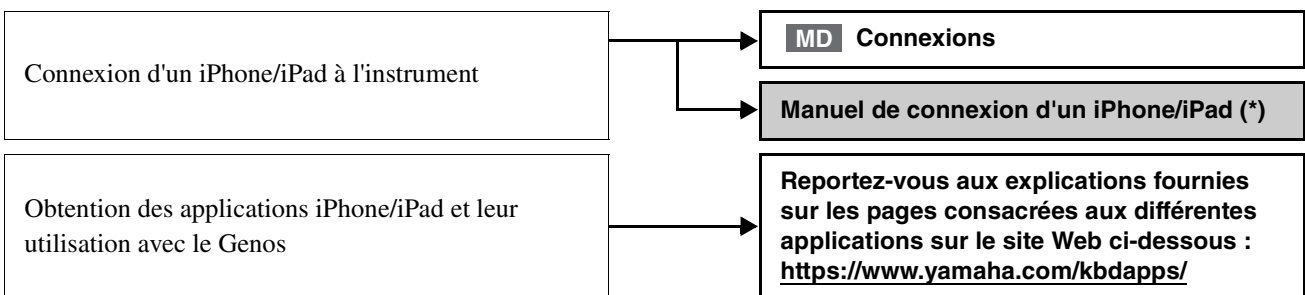 Connexion d'un iPhone/iPad à l'instrument
MD Connexions
Manuel de connexion d'un iPhone/iPad (*)
Obtention des applications iPhone/iPad et leur
utilisation avec le Genos
Reportez-vous aux explications fournies
sur les pages consacrées aux différentes
applications sur le site Web ci-dessous :
https://www.yamaha.com/kbdapps/